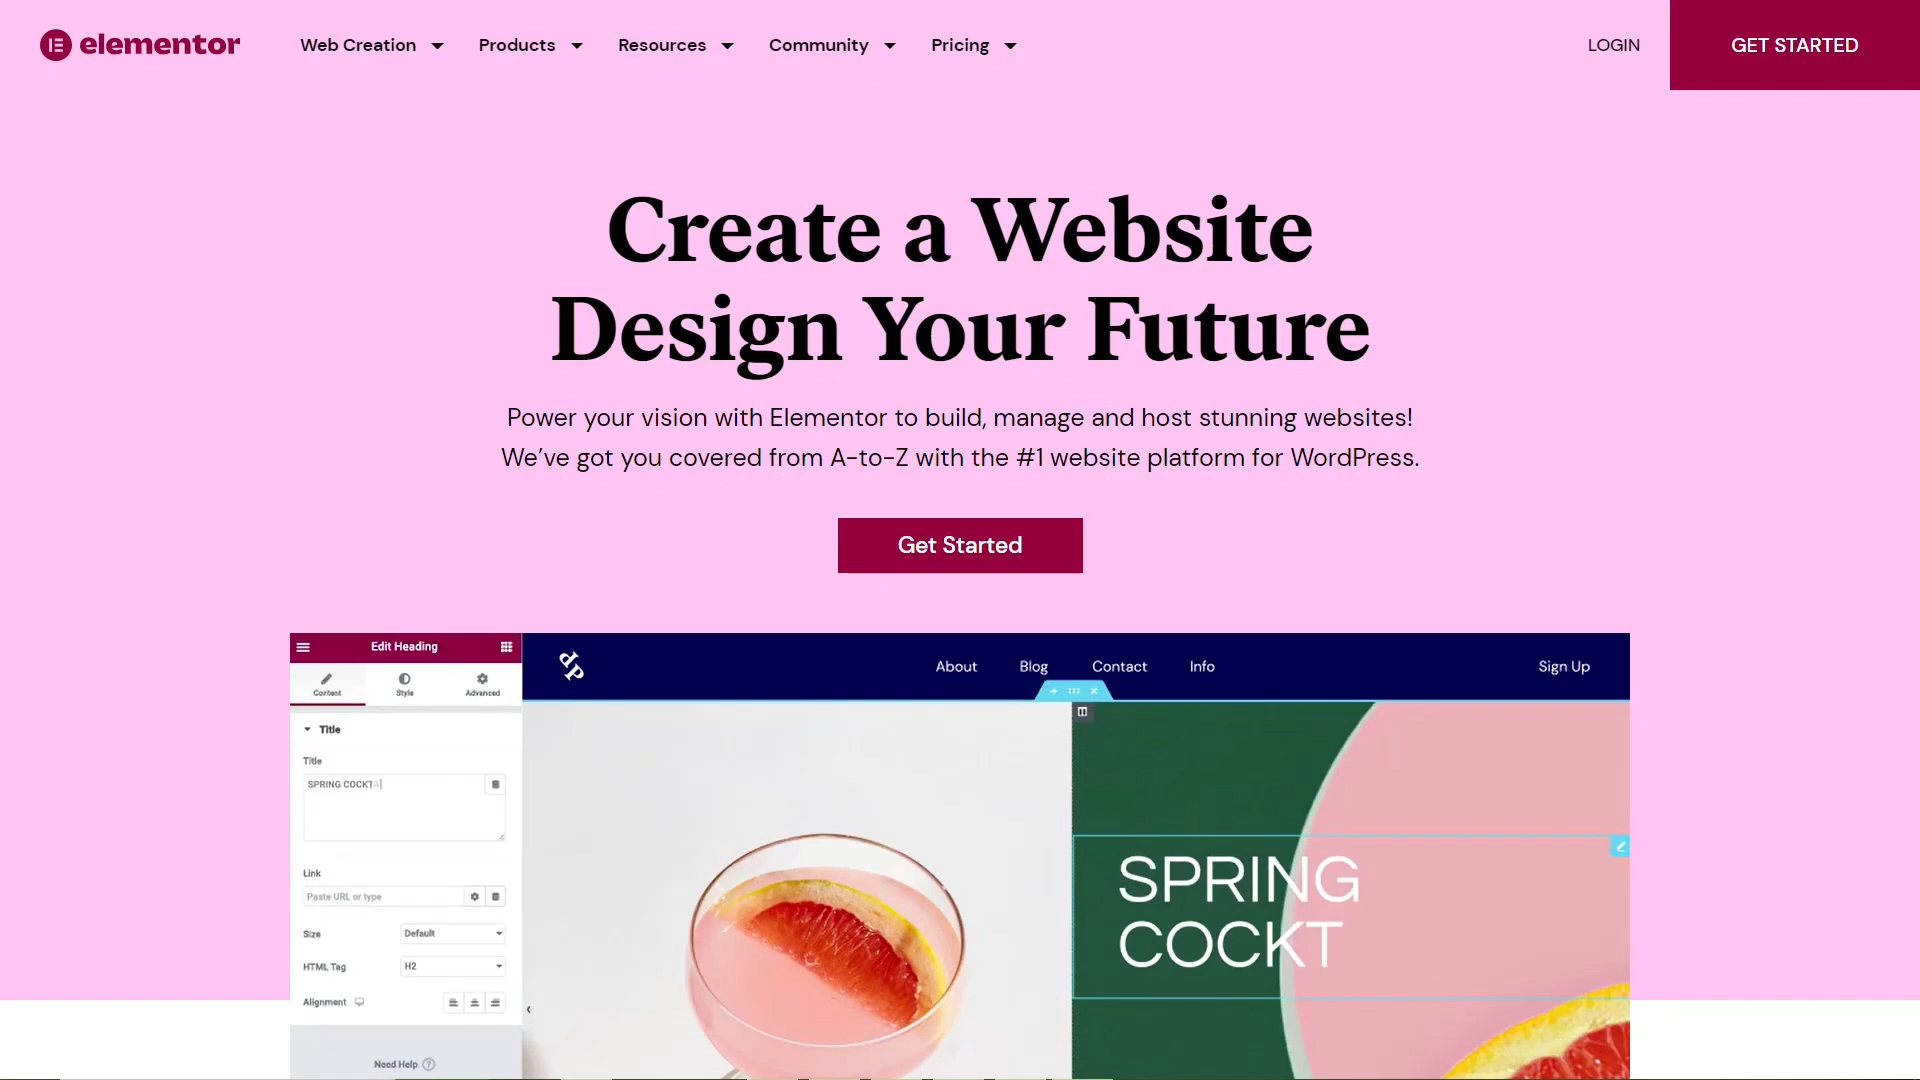 elementor
Web Creation
Products
Resources
Community
Pricing
LOGIN
GET STARTED
Create a Website
Design Your Future
Power your vision with Elementor to build, manage and host stunning websites!
We've got you covered from A-to-Z with the #1 website platform for WordPress.
Get Started
Edit Heading
Content
Style
Advanced
Title
Title
SPRING COCKTA
Link
Paste URL or type
Size
Default
HTML Tag
H2
Alignment
Need Help ?
dp
About
Blog
Contact
Info
Sign Up
SPRING
COCKT